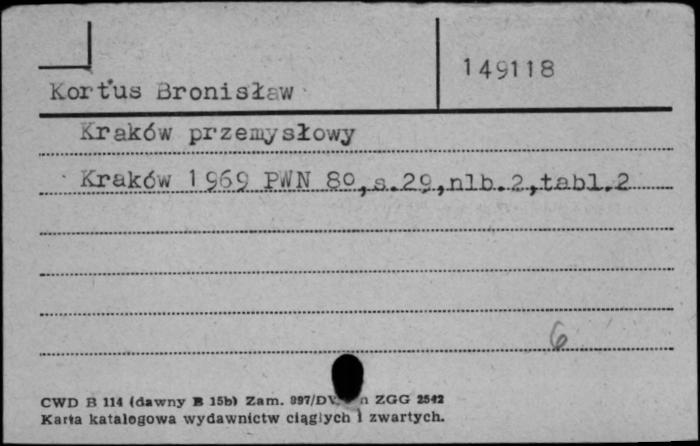 149118
Kortus Bronisław
Kraków przemysłowy
Kraków 1969 PWN 8o,s.29,nlb.2,tabl.2
6
CWD B 114 (dawny B 15b) Zam. 997/DV n ZGG 2542
Karta katalogowa wydawnictw ciągłych i zwartych.